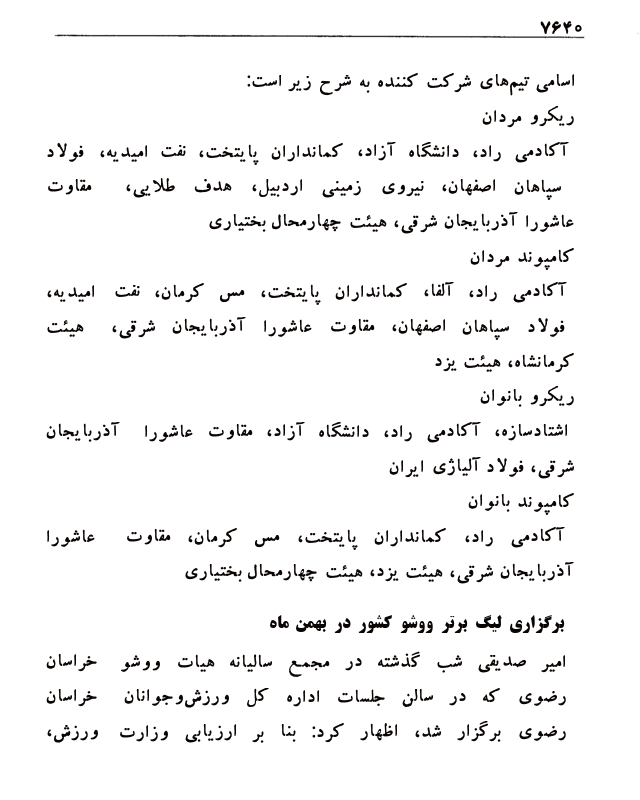 ۷۶۴۰
اسامی تیم‌های شرکت کننده به شرح زیر است:
ریکرو مردان
آکادمی راد، دانشگاه آزاد، کمانداران پایتخت، نفت امیدیه، فولاد
سپاهان اصفهان، نیروی زمینی اردبیل، هدف طلایی، مقاوت
عاشورا آذربایجان شرقی، هیئت چهارمحال بختیاری
کامپوند مردان
آکادمی راد، آلفا، کمانداران پایتخت، مس کرمان، نفت امیدیه،
فولاد سپاهان اصفهان، مقاوت عاشورا آذربایجان شرقی، هیئت
کرمانشاه، هیئت یزد
ریکرو بانوان
اشتادسازه، آکادمی راد، دانشگاه آزاد، مقاوت عاشورا آذربایجان
شرقی، فولاد آلیاژی ایران
کامپوند بانوان
آکادمی راد، کمانداران پایتخت، مس کرمان، مقاوت عاشورا
آذربایجان شرقی، هیئت یزد، هیئت چهارمحال بختیاری
برگزاری لیگ برتر ووشو کشور در بهمن ماه
امیر صدیقی شب گذشته در مجمع سالیانه هیات ووشو خراسان
رضوی که در سالن جلسات اداره کل ورزش‌وجوانان خراسان
رضوی برگزار شد، اظهار کرد: بنا بر ارزیابی وزارت ورزش،